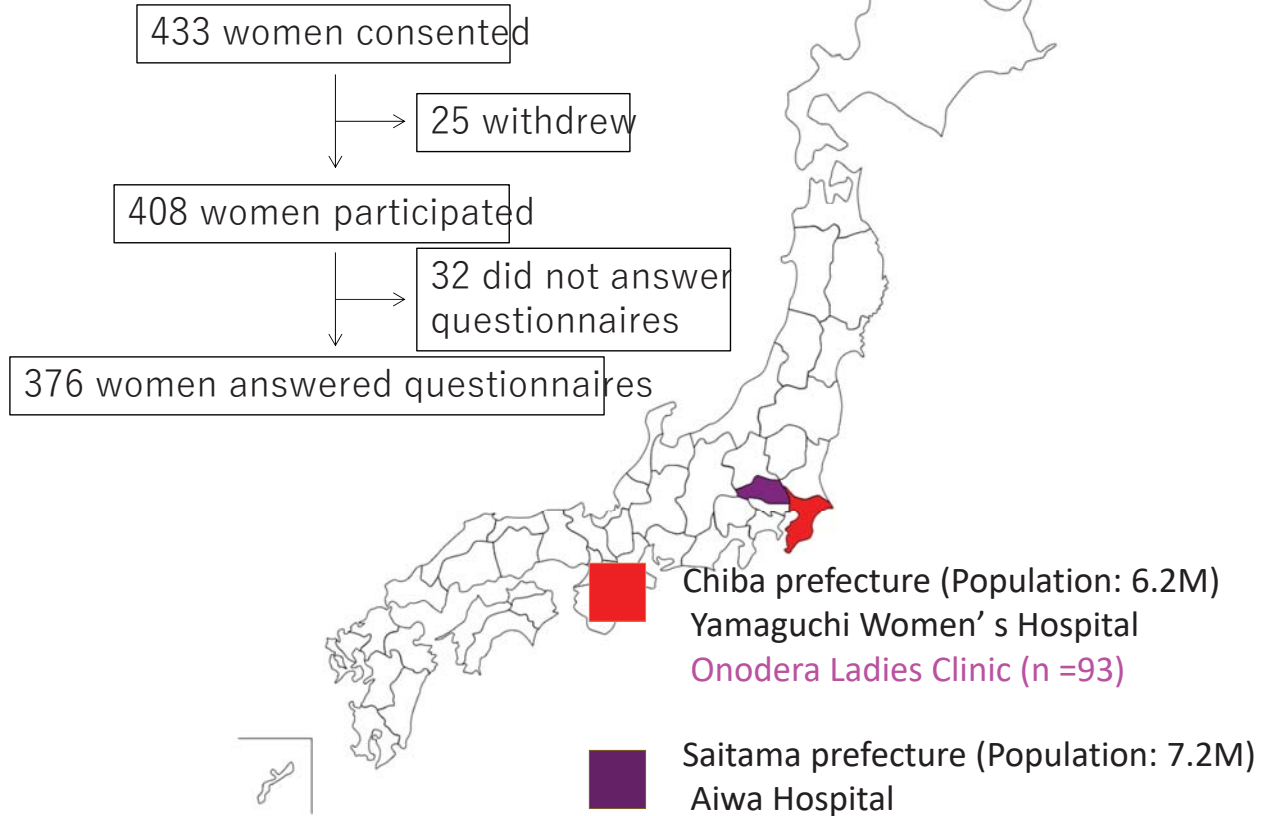 433 women consented
25 withdrew
408 women participated
32 did not answer
questionnaires
376 women answered questionnaires
Chiba prefecture (Population: 6.2M)
Yamaguchi Women’ s Hospital
Onodera Ladies Clinic (n =93)
Saitama prefecture (Population: 7.2M)
Aiwa Hospital